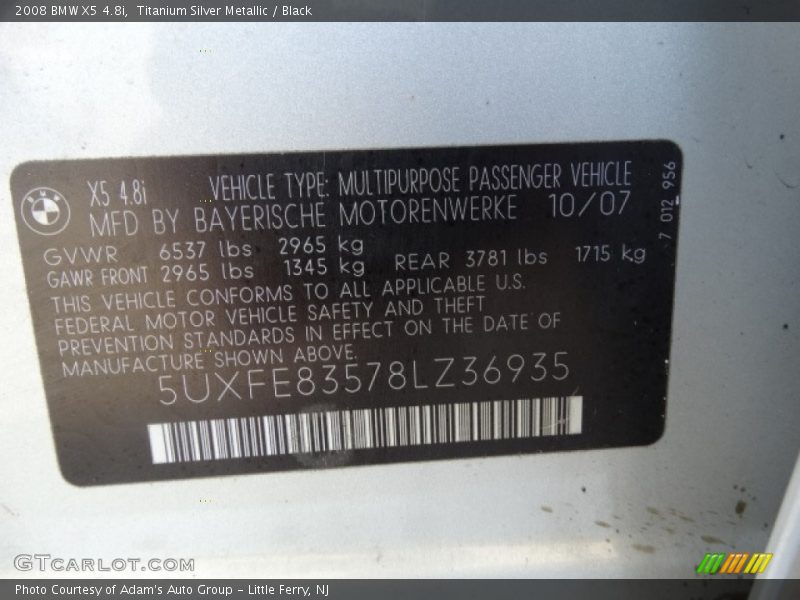 2008 BMW X5 4.8i, Titanium Silver Metallic / Black
X5 4.8i VEHICLE TYPE: MULTIPURPOSE PASSENGER VEHICLE
MFD BY BAYERISCHE MOTORENWERKE 10/07
GVWR 6537 lbs 2965 kg
GAWR FRONT 2965 lbs 1345 kg REAR 3781 lbs 1715 kg
THIS VEHICLE CONFORMS TO ALL APPLICABLE U.S.
FEDERAL MOTOR VEHICLE SAFETY AND THEFT
PREVENTION STANDARDS IN EFFECT ON THE DATE OF
MANUFACTURE SHOWN ABOVE.
5UXFE83578LZ36935
7 012 956
GTCARLOT.COM
Photo Courtesy of Adam's Auto Group - Little Ferry, NJ